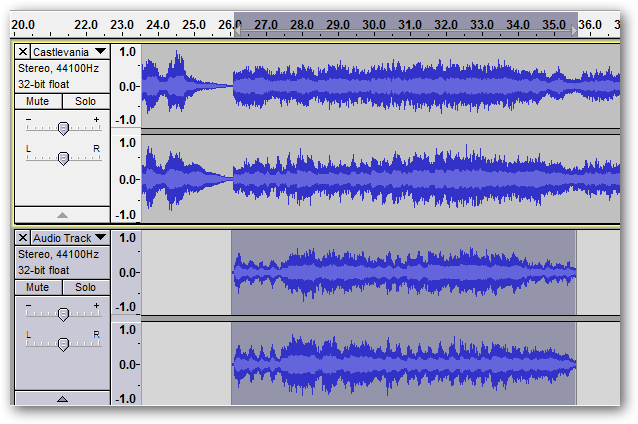 20.0 22.0 23.0 24.0 25.0 26.0 27.0 28.0 29.0 30.0 31.0 32.0 33.0 34.0 35.0 36.0
Castlevania
Stereo, 44100Hz
32-bit float
Mute Solo
- +
L R
1.0
0.0
-1.0
1.0
0.0
-1.0
Audio Track
Stereo, 44100Hz
32-bit float
Mute Solo
- +
L R
1.0
0.0
-1.0
1.0
0.0
-1.0